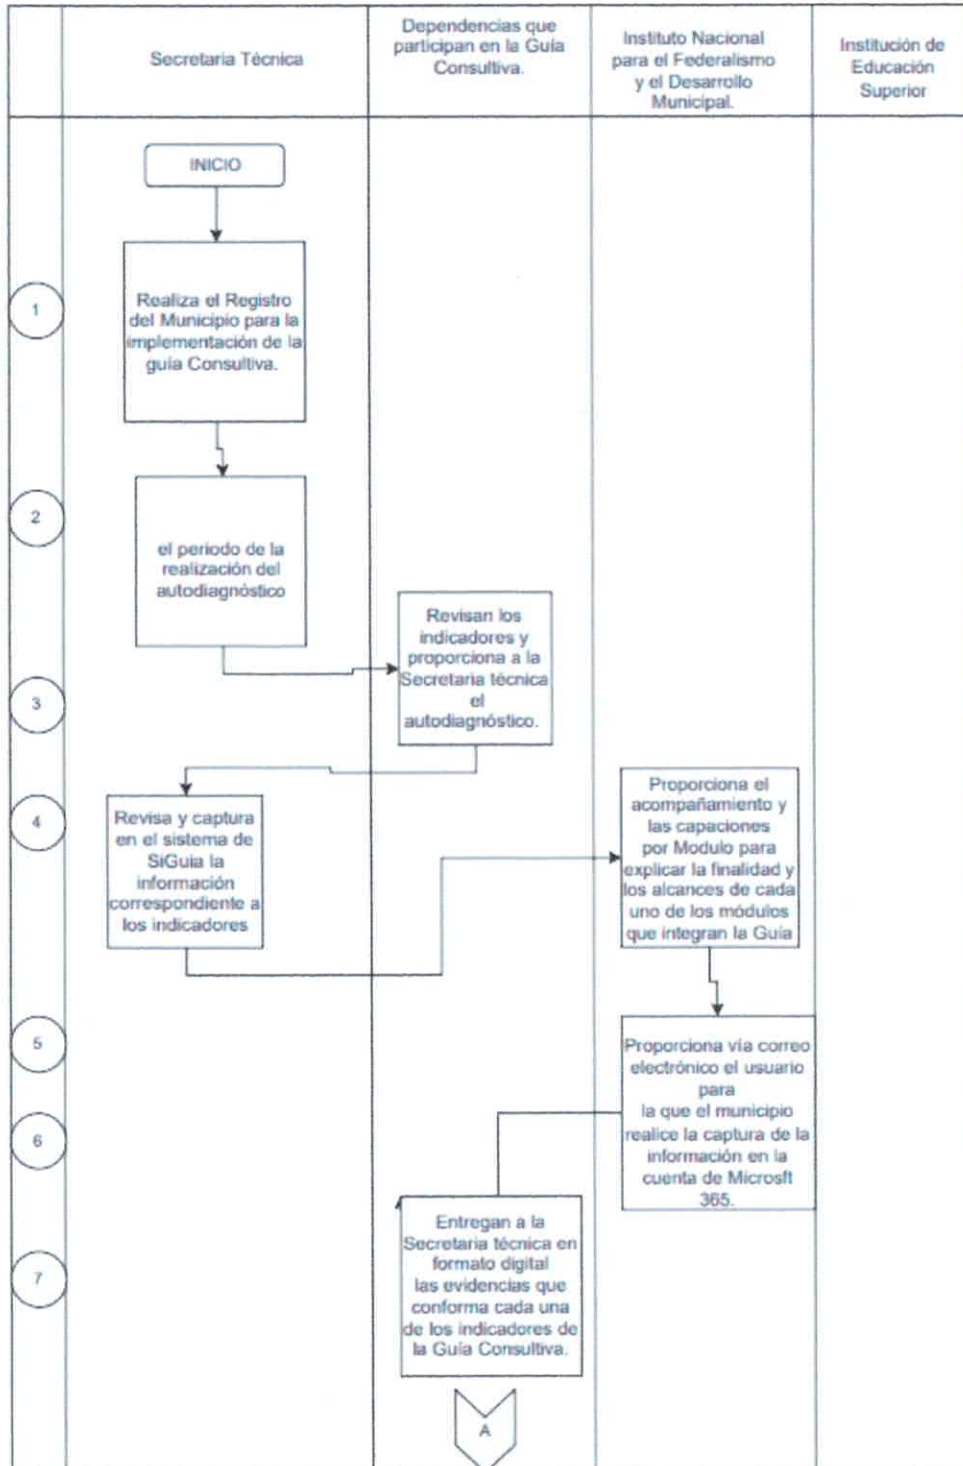 Secretaria Técnica
Dependencias que
participan en la Guía
Consultiva.
Instituto Nacional
para el Federalismo
y el Desarrollo
Municipal.
Institución de
Educación
Superior
INICIO
1
Realiza el Registro
del Municipio para la
implementación de la
guía Consultiva.
2
el periodo de la
realización del
autodiagnóstico
Revisan los
indicadores y
proporciona a la
Secretaria técnica
el
autodiagnóstico.
3
4
Revisa y captura
en el sistema de
SiGuía la
información
correspondiente a
los indicadores
Proporciona el
acompañamiento y
las capaciones
por Modulo para
explicar la finalidad y
los alcances de cada
uno de los módulos
que integran la Guía
5
Proporciona vía correo
electrónico el usuario
para
la que el municipio
realice la captura de la
información en la
cuenta de Microsft
365.
6
7
Entregan a la
Secretaria técnica en
formato digital
las evidencias que
conforma cada una
de los indicadores de
la Guía Consultiva.
A